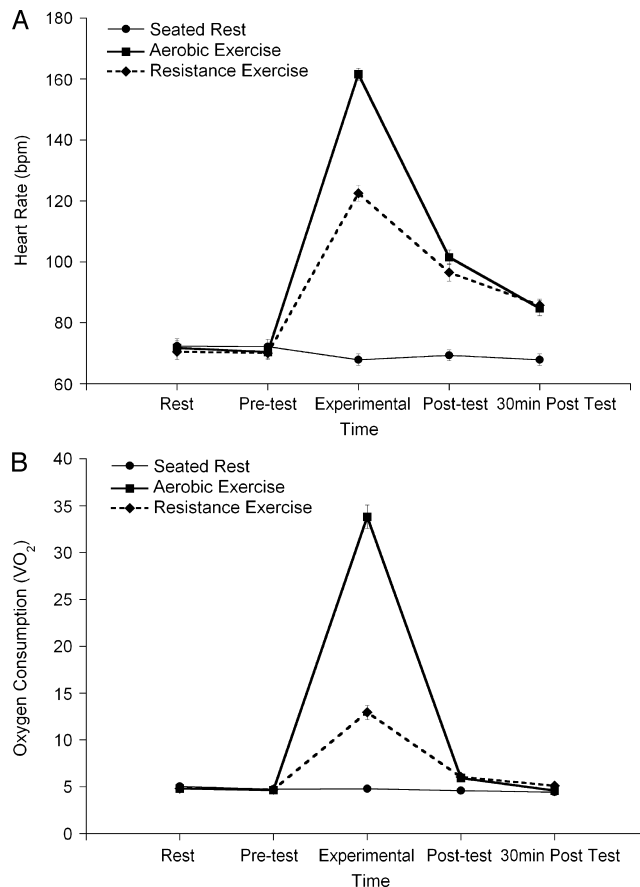 A
Seated Rest
Aerobic Exercise
Resistance Exercise
180
160
140
120
100
80
60
Heart Rate (bpm)
Rest Pre-test Experimental Post-test 30min Post Test
Time
B
Seated Rest
Aerobic Exercise
Resistance Exercise
40
35
30
25
20
15
10
5
0
Oxygen Consumption (VO2)
Rest Pre-test Experimental Post-test 30min Post Test
Time